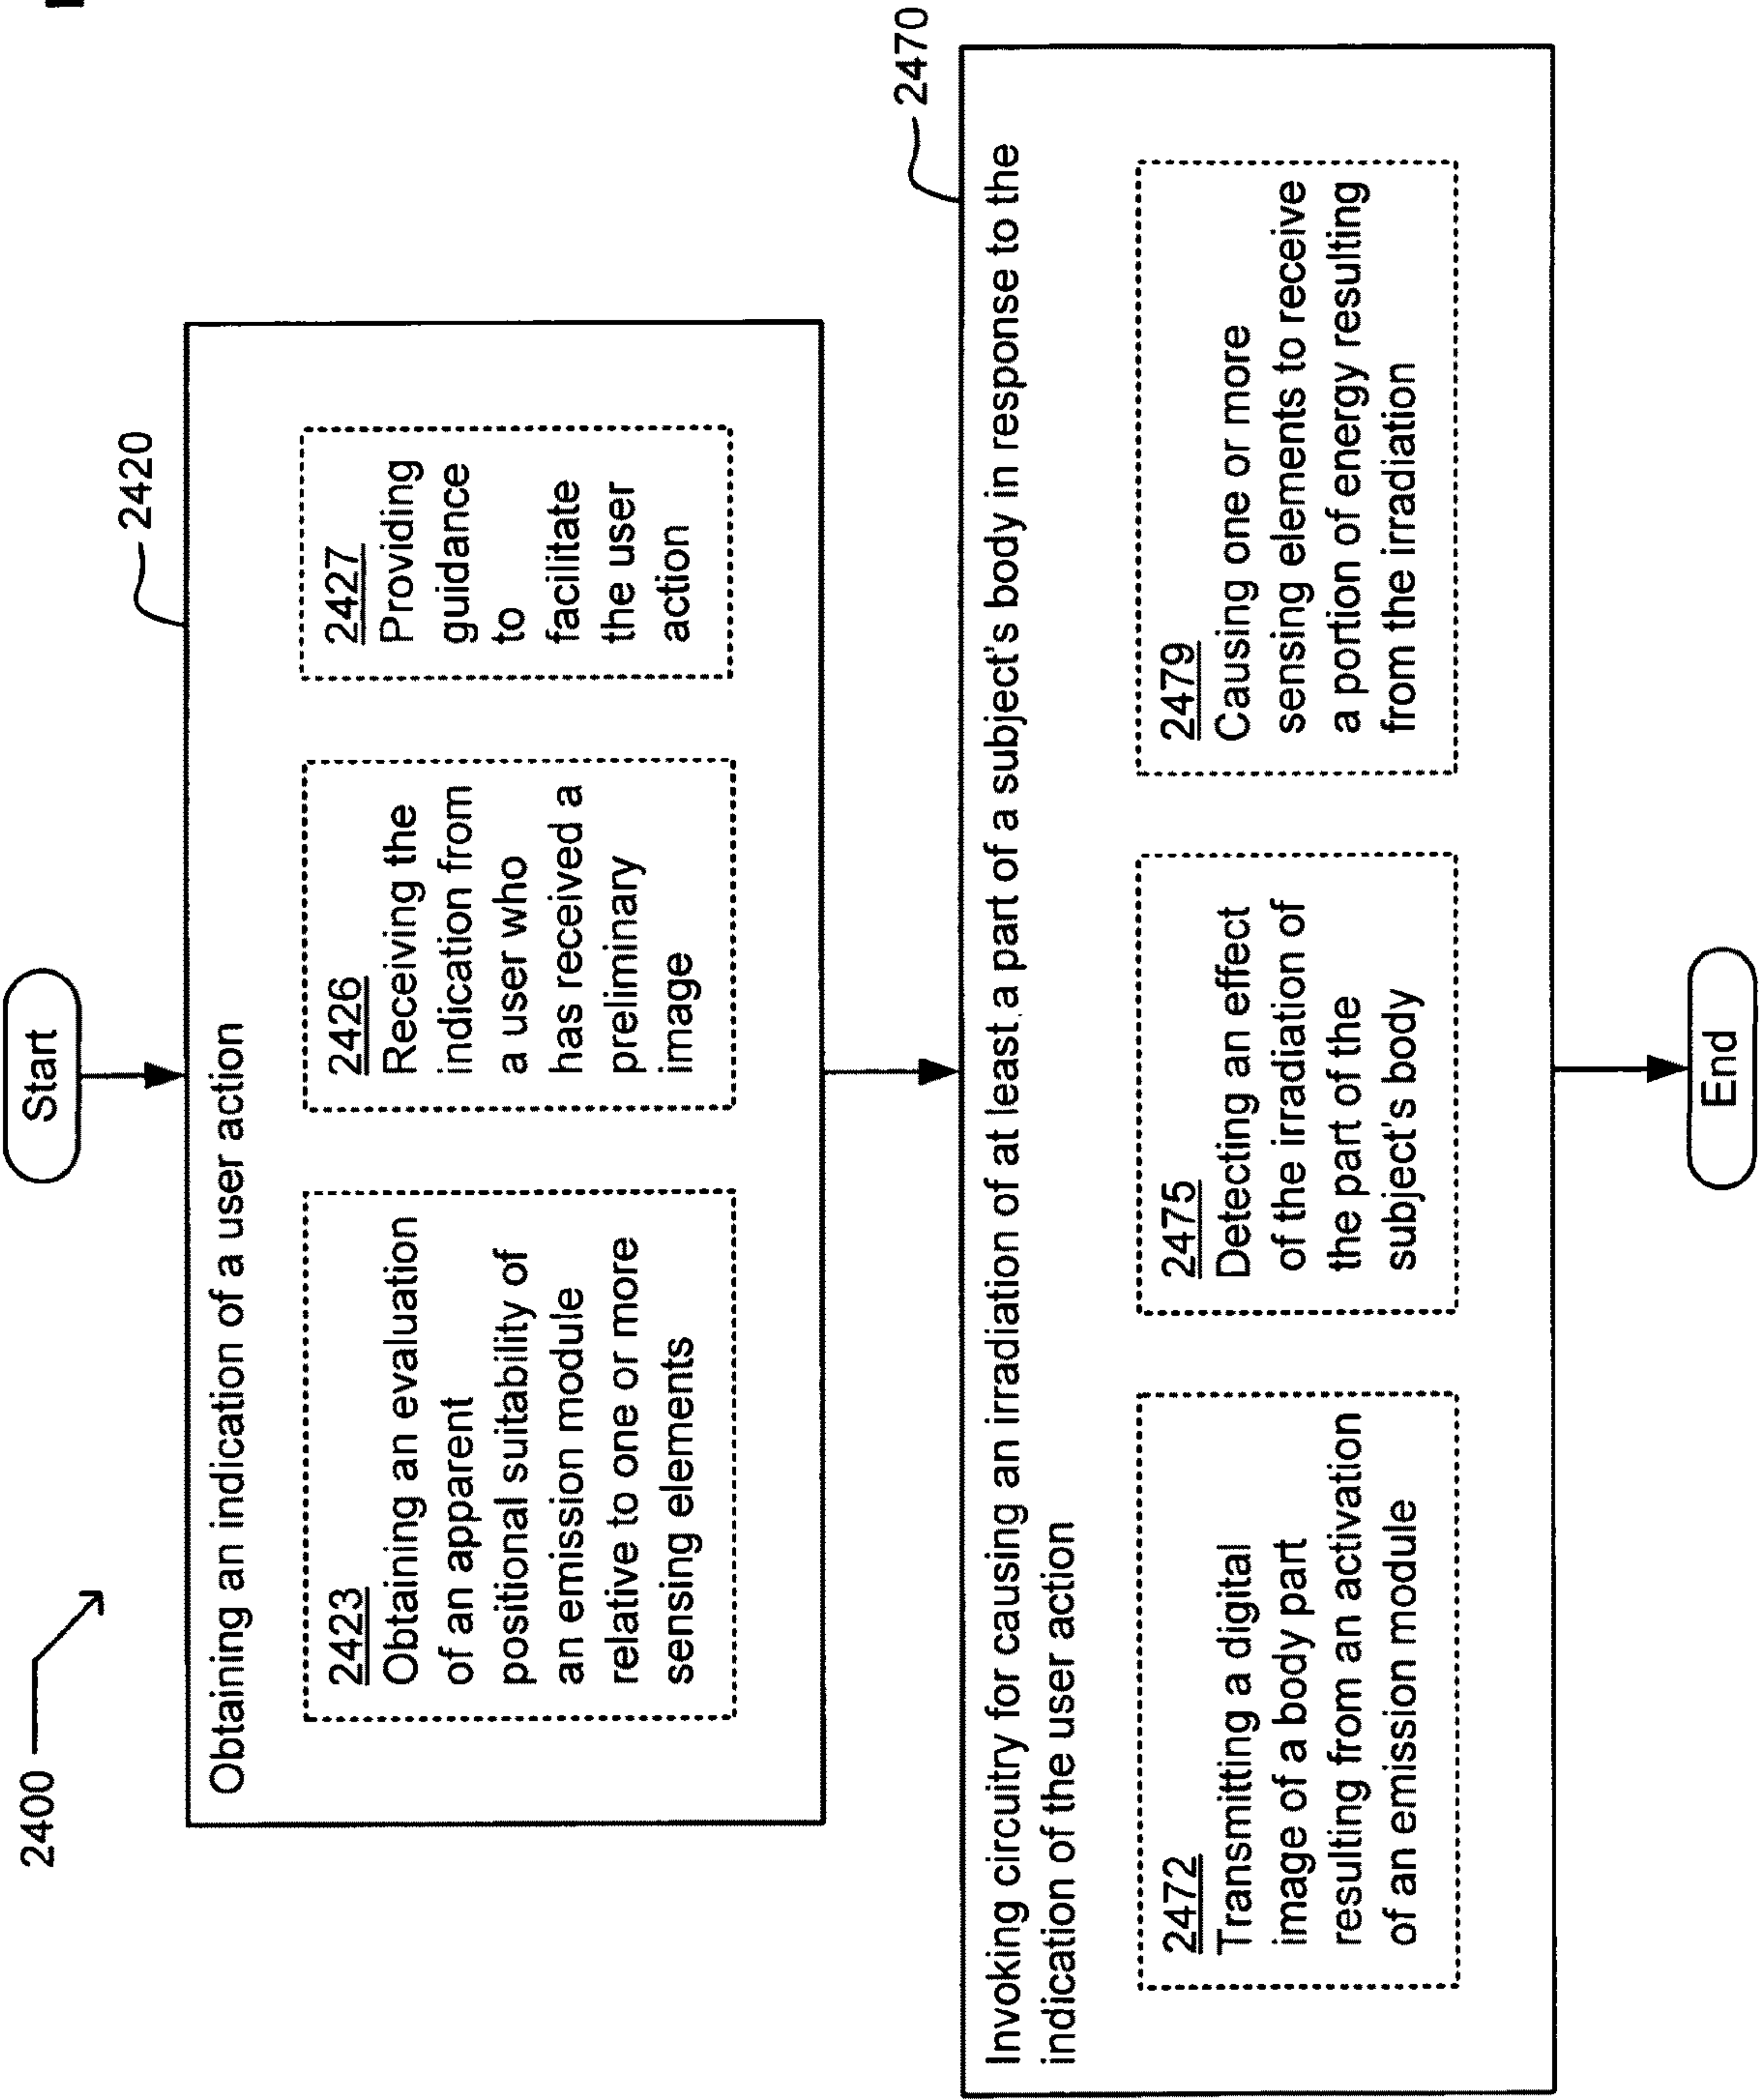 2400
Start
2420
Obtaining an indication of a user action
2423
Obtaining an evaluation
of an apparent
positional suitability of
an emission module
relative to one or more
sensing elements
2426
Receiving the
indication from
a user who
has received a
preliminary
image
2427
Providing
guidance
to
facilitate
the user
action
2470
Invoking circuitry for causing an irradiation of at least a part of a subject's body in response to the
indication of the user action
2472
Transmitting a digital
image of a body part
resulting from an activation
of an emission module
2475
Detecting an effect
of the irradiation of
the part of the
subject's body
2479
Causing one or more
sensing elements to receive
a portion of energy resulting
from the irradiation
End